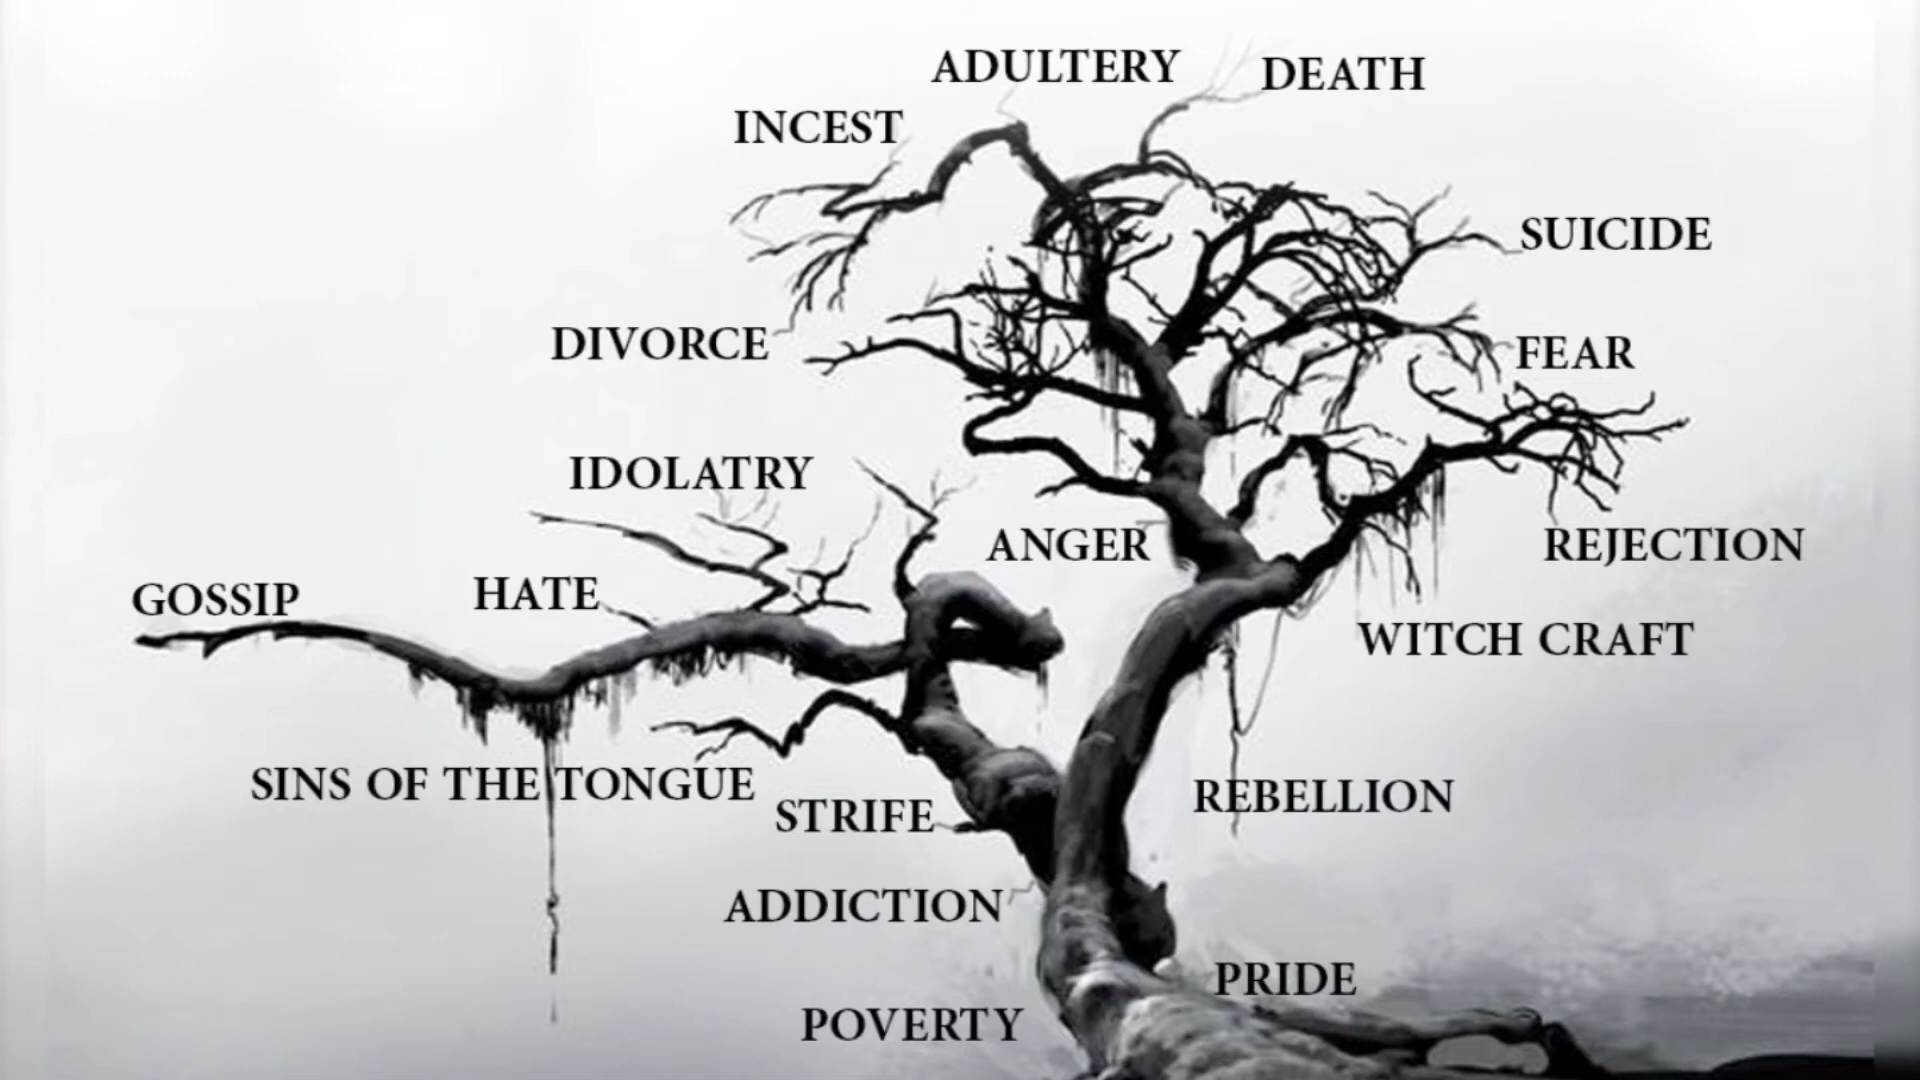 ADULTERY
DEATH
INCEST
SUICIDE
DIVORCE
FEAR
IDOLATRY
ANGER
REJECTION
GOSSIP
HATE
WITCH CRAFT
SINS OF THE TONGUE
STRIFE
REBELLION
ADDICTION
PRIDE
POVERTY